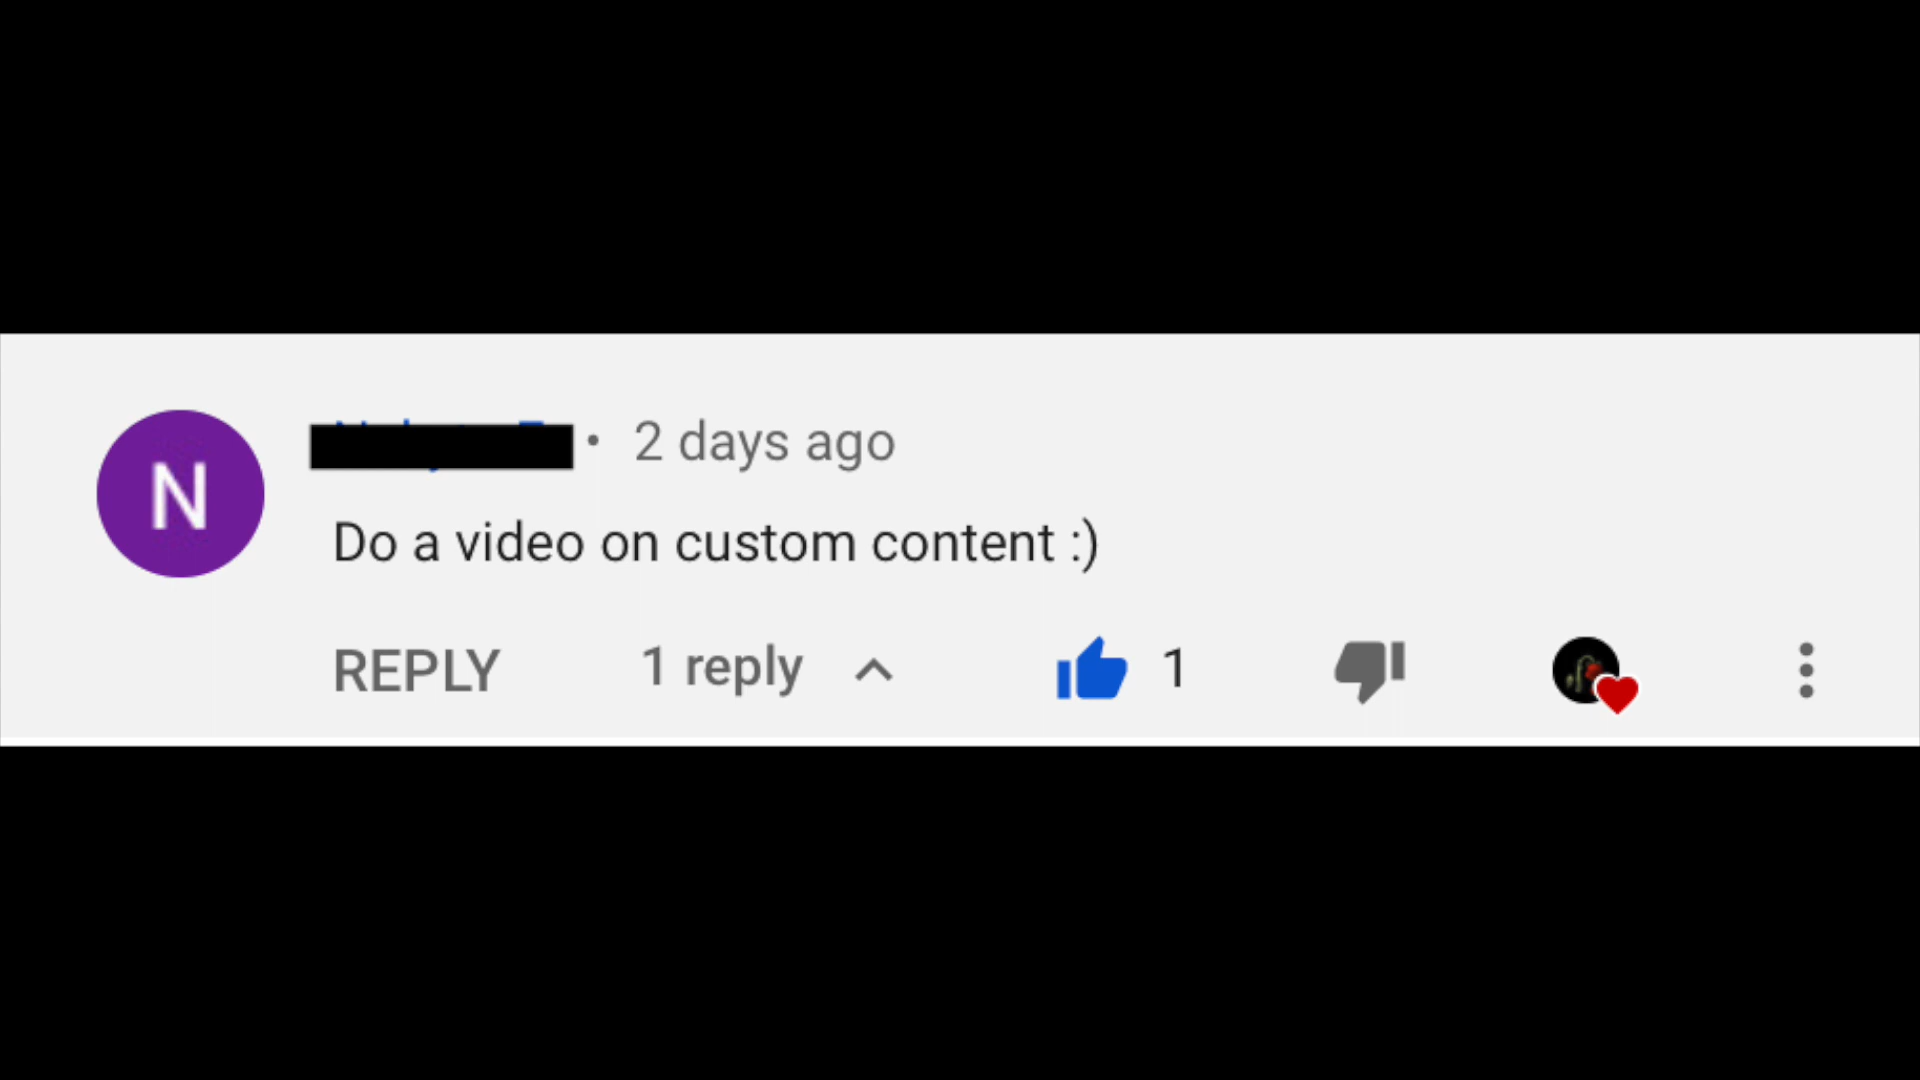 N
• 2 days ago
Do a video on custom content :)
REPLY 1 reply 1